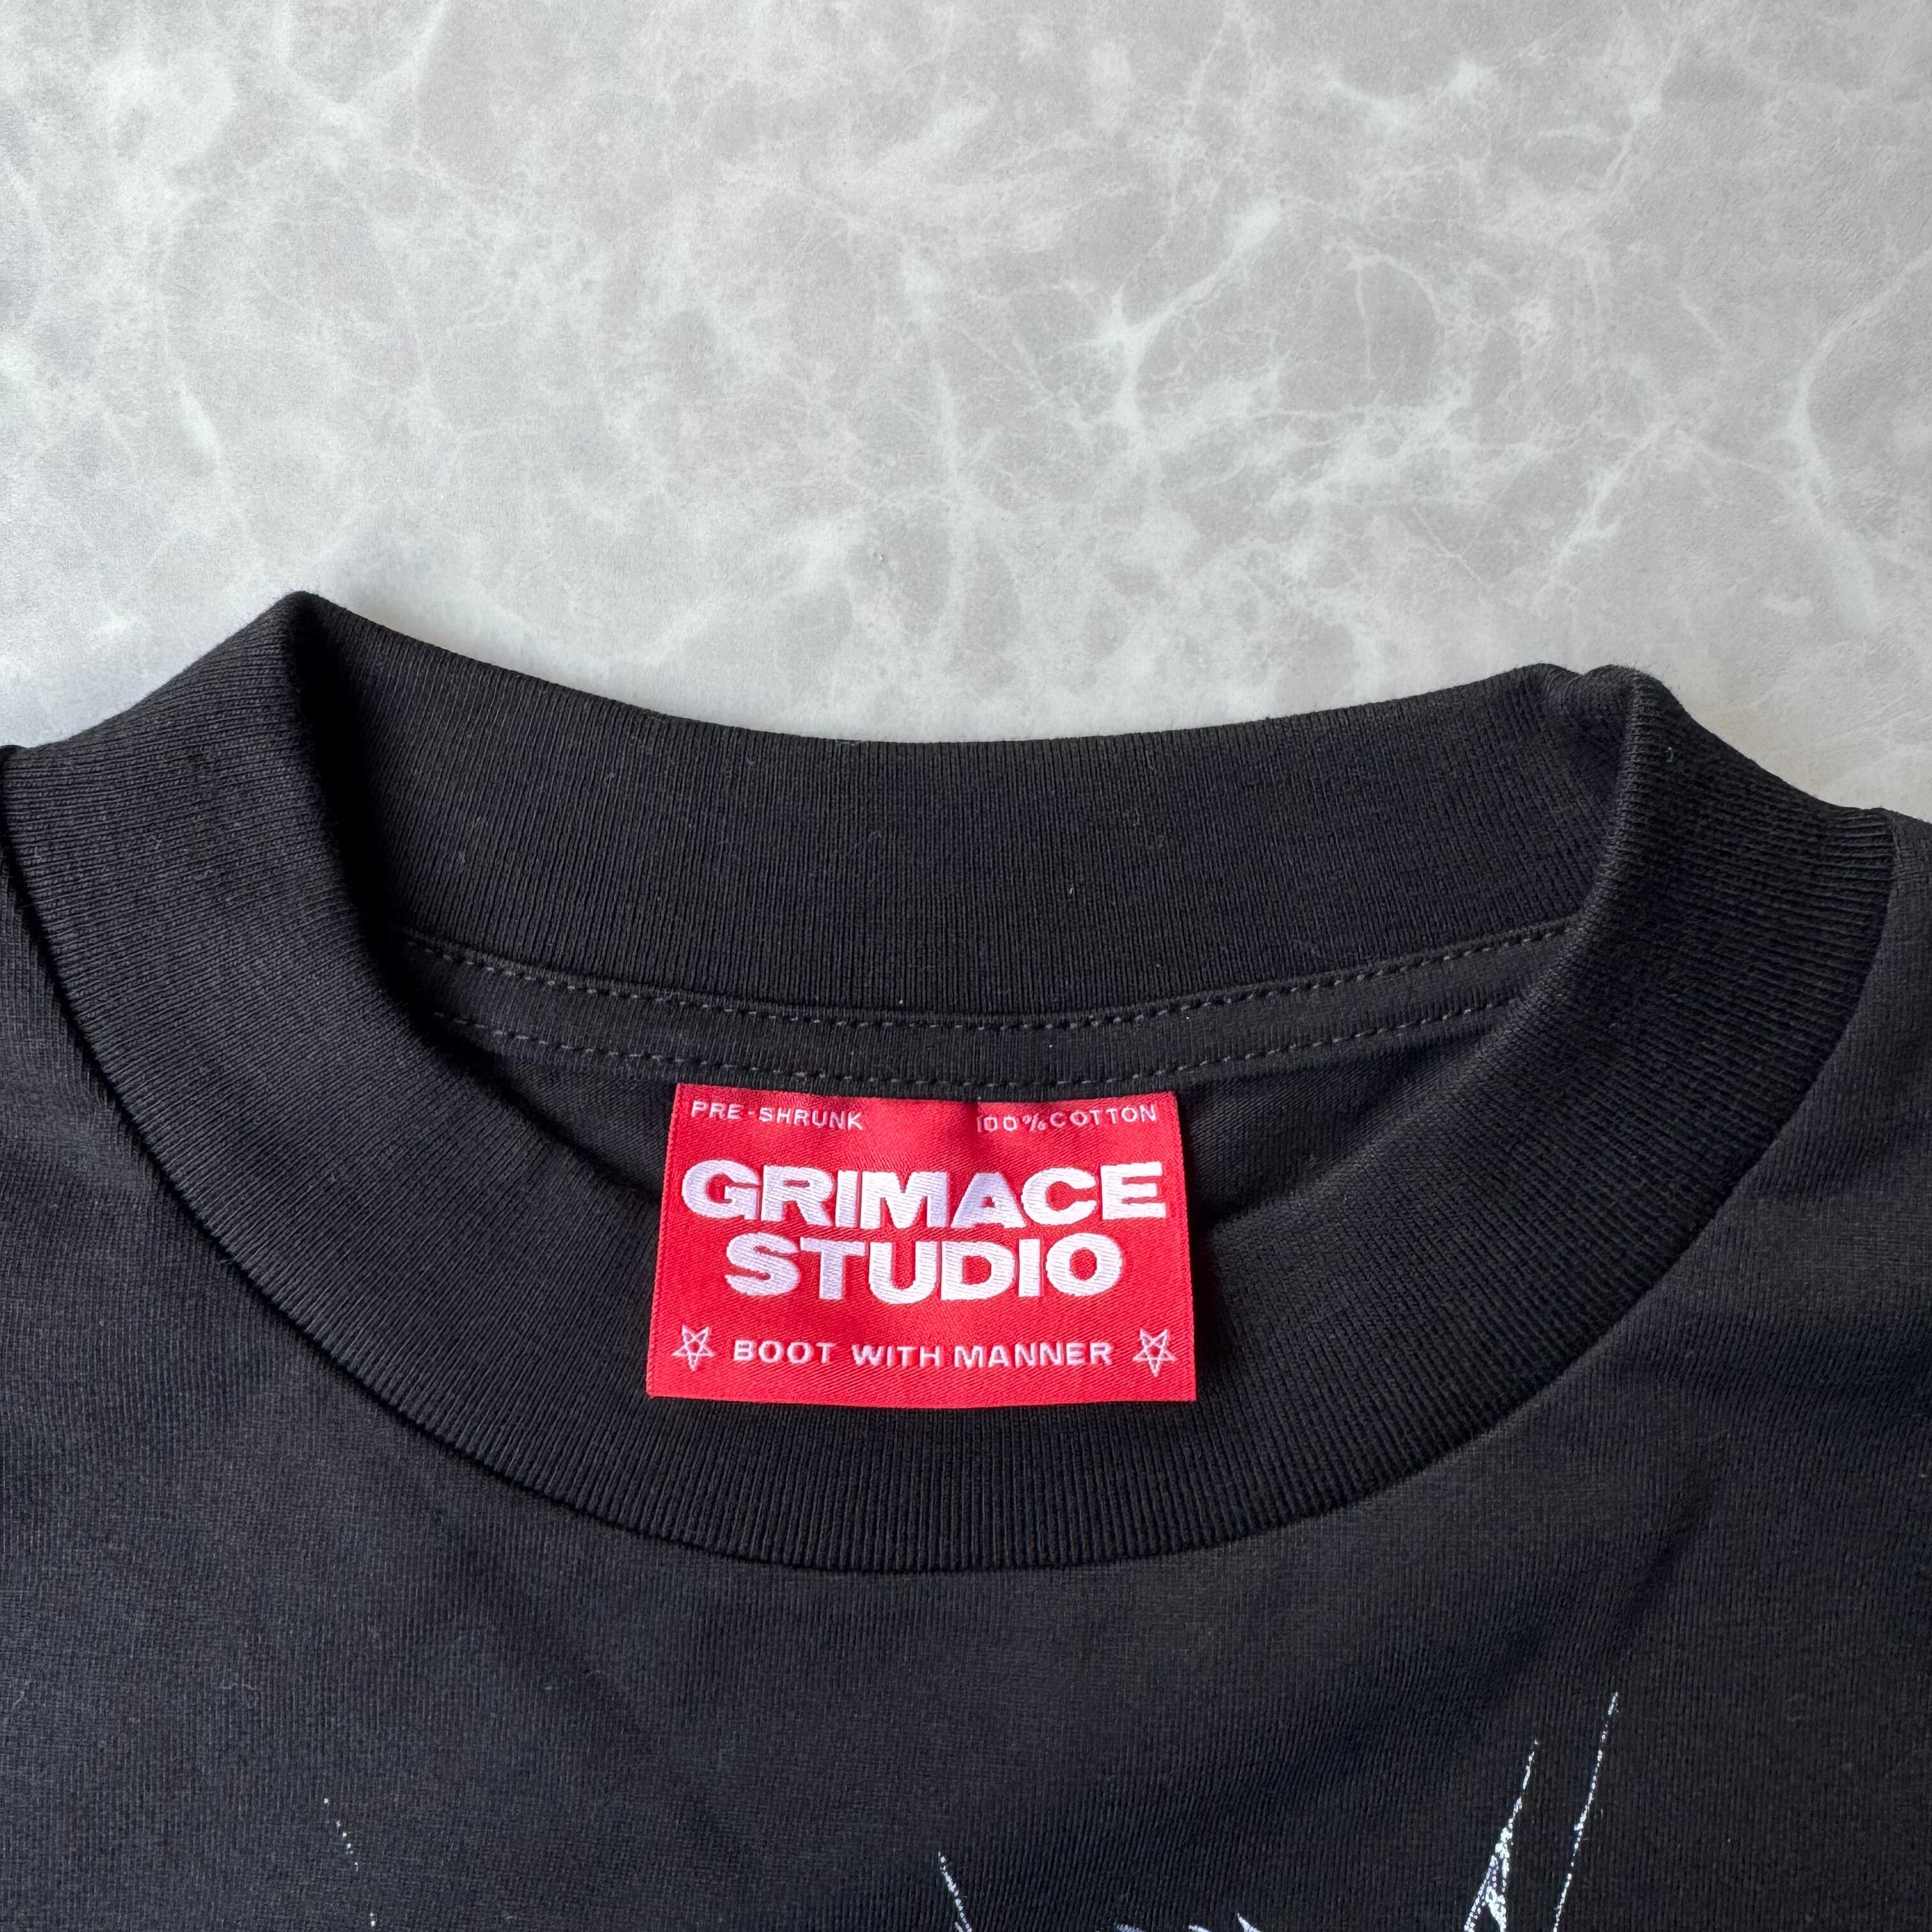 PRE-SHRUNK 100%COTTON
GRIMACE
STUDIO
BOOT WITH MANNER